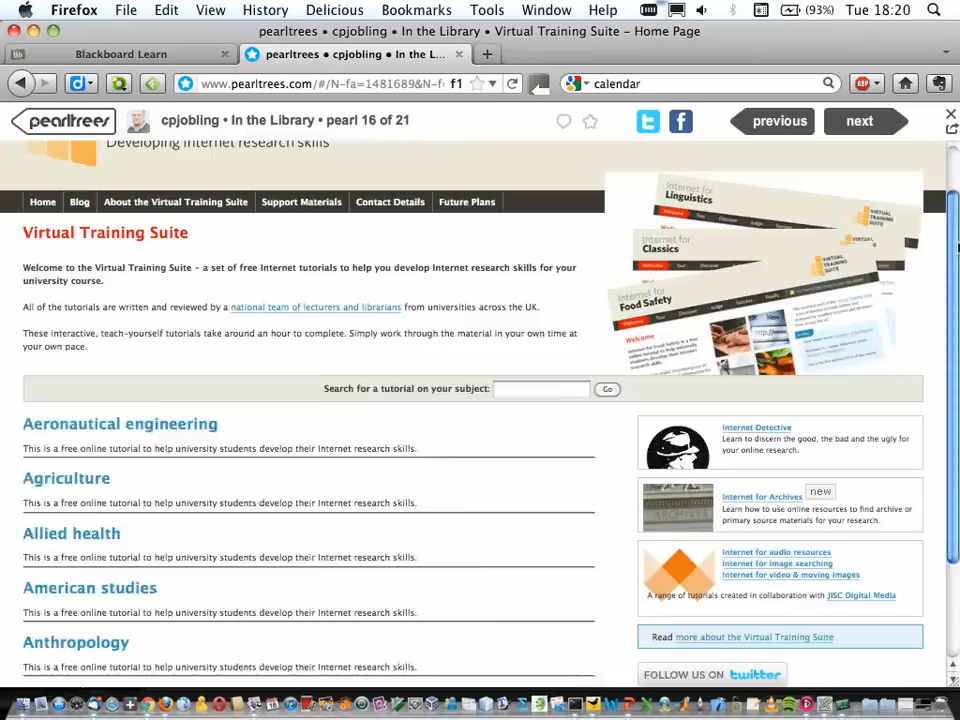 Firefox File Edit View History Delicious Bookmarks Tools Window Help (93%) Tue 18:20
pearltrees • cpjobling • In the Library • Virtual Training Suite - Home Page
Blackboard Learn
pearltrees • cpjobling • In the L...
www.pearltrees.com/#/N-fa=1481689&N-f f1
calendar
pearltrees
cpjobling • In the Library • pearl 16 of 21
previous
next
Developing internet research skills
Home Blog About the Virtual Training Suite Support Materials Contact Details Future Plans
Internet for
Linguistics
Internet for
Classics
Internet for
Food Safety
Welcome
VIRTUAL
TRAINING
SUITE
Virtual Training Suite
Welcome to the Virtual Training Suite - a set of free Internet tutorials to help you develop Internet research skills for your
university course.
All of the tutorials are written and reviewed by a national team of lecturers and librarians from universities across the UK.
These interactive, teach-yourself tutorials take around an hour to complete. Simply work through the material in your own time at
your own pace.
Search for a tutorial on your subject:
Go
Aeronautical engineering
This is a free online tutorial to help university students develop their Internet research skills.
Agriculture
This is a free online tutorial to help university students develop their Internet research skills.
Allied health
This is a free online tutorial to help university students develop their Internet research skills.
American studies
This is a free online tutorial to help university students develop their Internet research skills.
Anthropology
This is a free online tutorial to help university students develop their Internet research skills.
Internet Detective
Learn to discern the good, the bad and the ugly for
your online research.
ARCHIVES
Internet for Archives new
Learn how to use online resources to find archive or
primary source materials for your research.
Internet for audio resources
Internet for image searching
Internet for video & moving images
A range of tutorials created in collaboration with JISC Digital Media
Read more about the Virtual Training Suite
FOLLOW US ON twitter